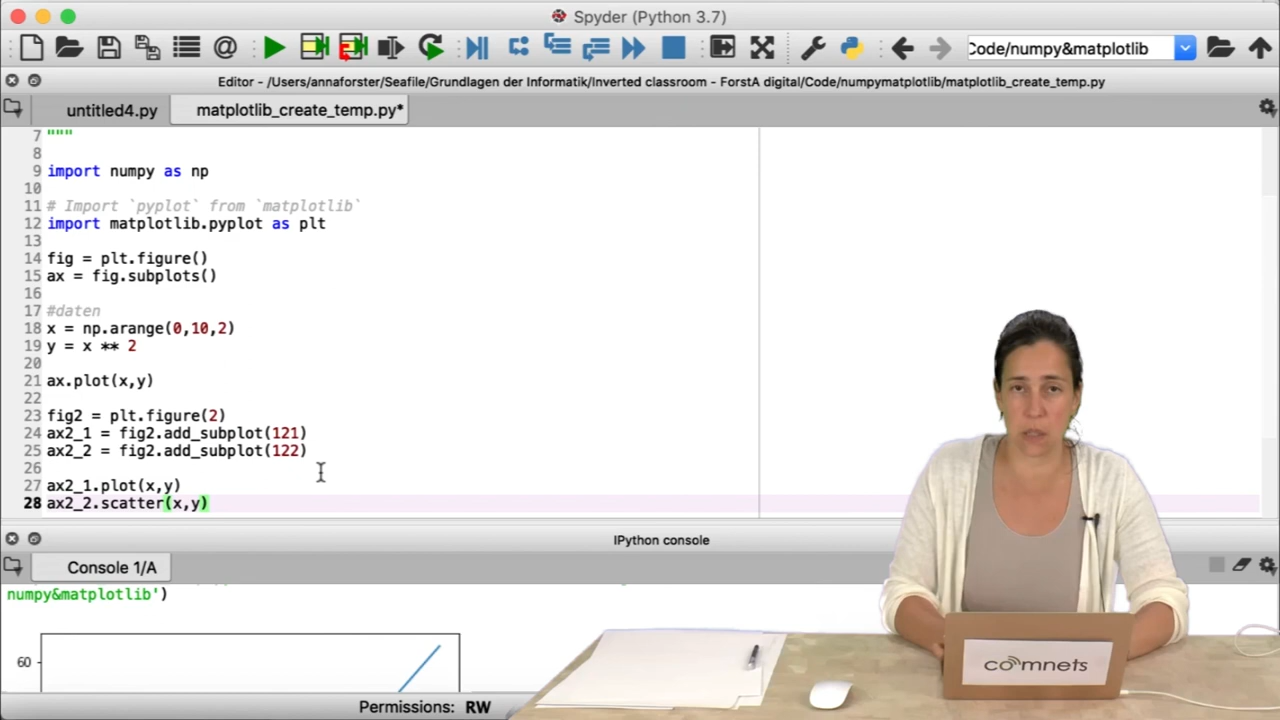 Spyder (Python 3.7)
Code/numpy&matplotlib
Editor - /Users/annaforster/Seafile/Grundlagen der Informatik/Inverted classroom - ForstA digital/Code/numpymatplotlib/matplotlib_create_temp.py
untitled4.py
matplotlib_create_temp.py*
7 """
8
9 import numpy as np
10
11 # Import `pyplot` from `matplotlib`
12 import matplotlib.pyplot as plt
13
14 fig = plt.figure()
15 ax = fig.subplots()
16
17 #daten
18 x = np.arange(0,10,2)
19 y = x ** 2
20
21 ax.plot(x,y)
22
23 fig2 = plt.figure(2)
24 ax2_1 = fig2.add_subplot(121)
25 ax2_2 = fig2.add_subplot(122)
26
27 ax2_1.plot(x,y)
28 ax2_2.scatter(x,y)
IPython console
Console 1/A
numpy&matplotlib')
60
Permissions: RW
comnets